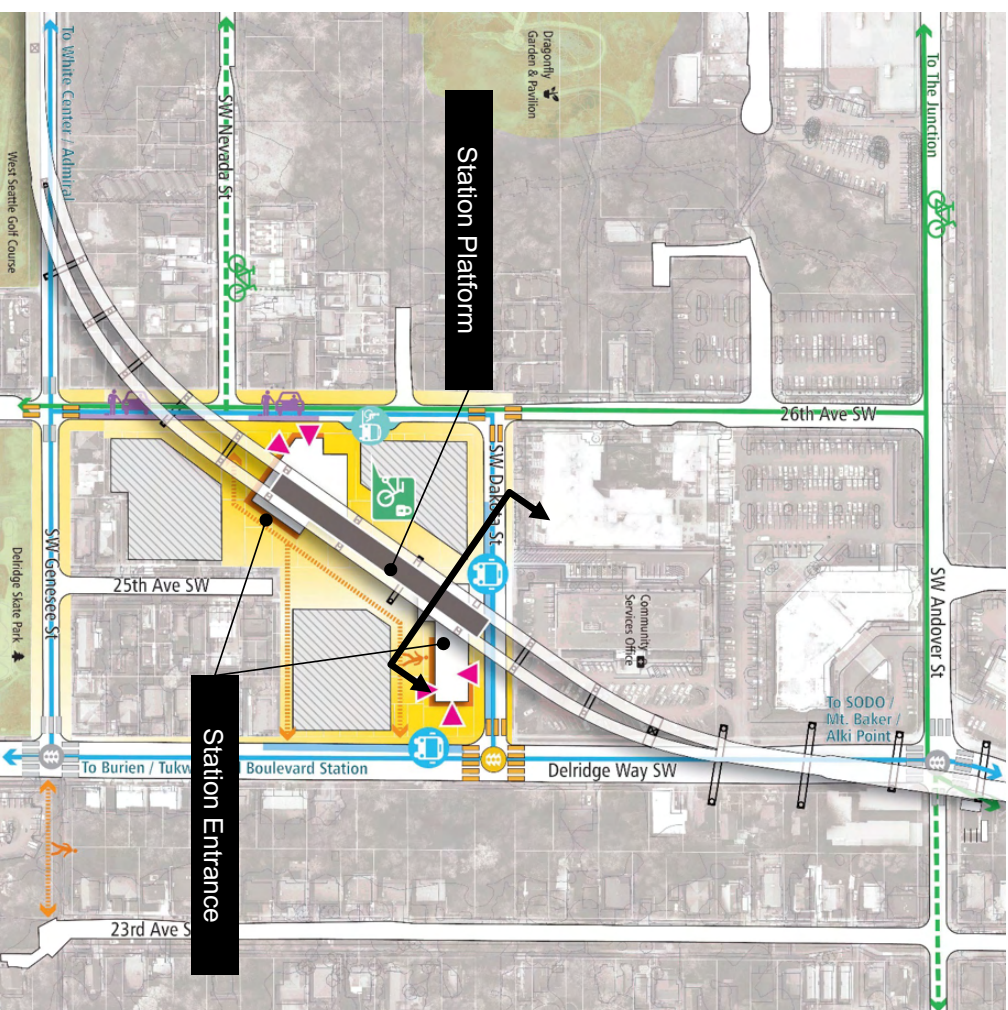 To White Center / Admiral
West Seattle Golf Course
SW Nevada St
Dragonfly
Garden & Pavilion
To The Junction
Station Platform
26th Ave SW
SW Dakota St
SW Genesee St
Delridge Skate Park
25th Ave SW
Community
Services Office
SW Andover St
To SODO /
Mt. Baker /
Alki Point
To Burien / Tukw
Boulevard Station
Delridge Way SW
Station Entrance
23rd Ave S